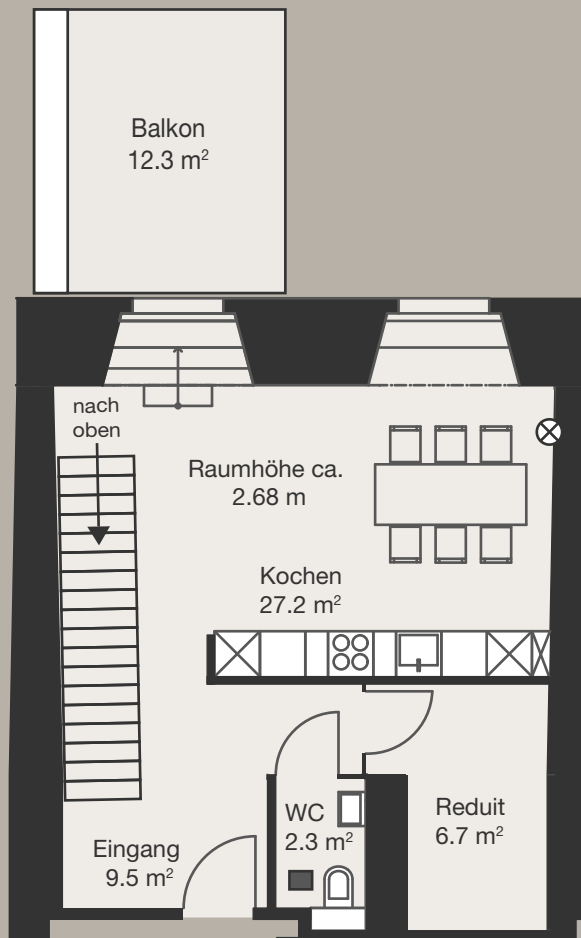 Balkon
12.3 m²
nach
oben
Raumhöhe ca.
2.68 m
Kochen
27.2 m²
WC
2.3 m²
Reduit
6.7 m²
Eingang
9.5 m²